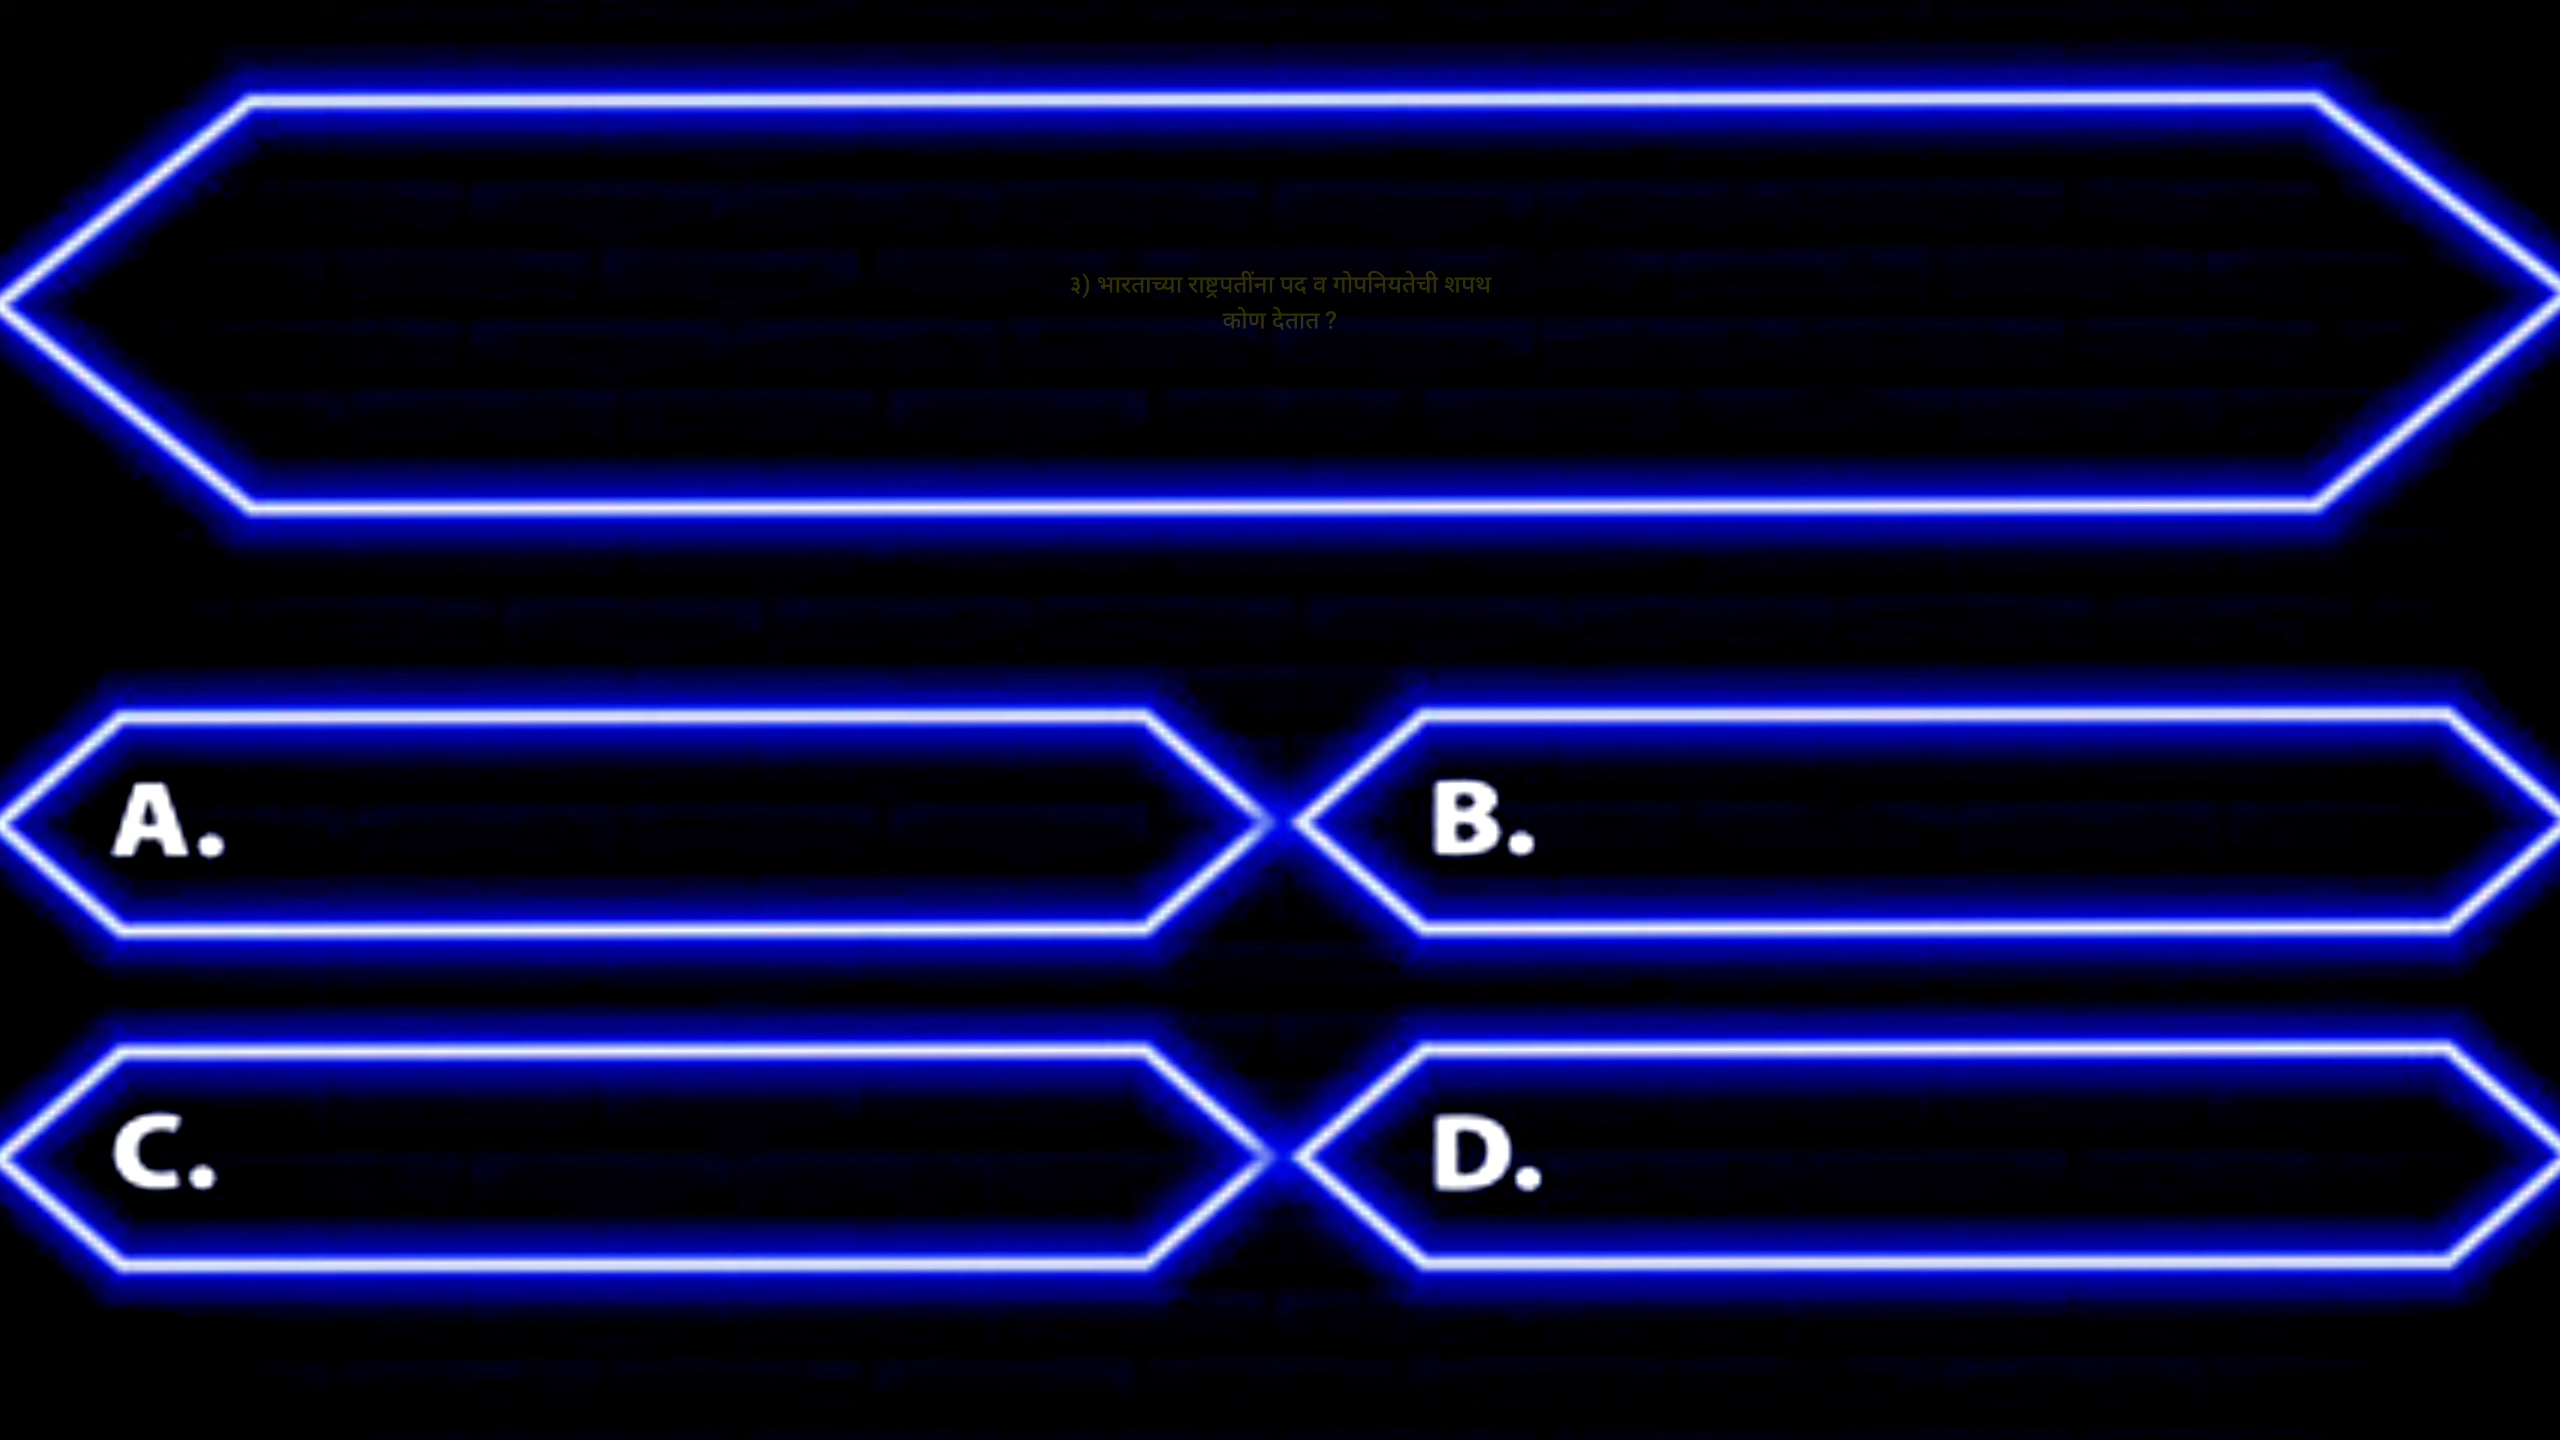 ३) भारताच्या राष्ट्रपतींना पद व गोपनियतेची शपथ
कोण देतात ?
A.
B.
C.
D.